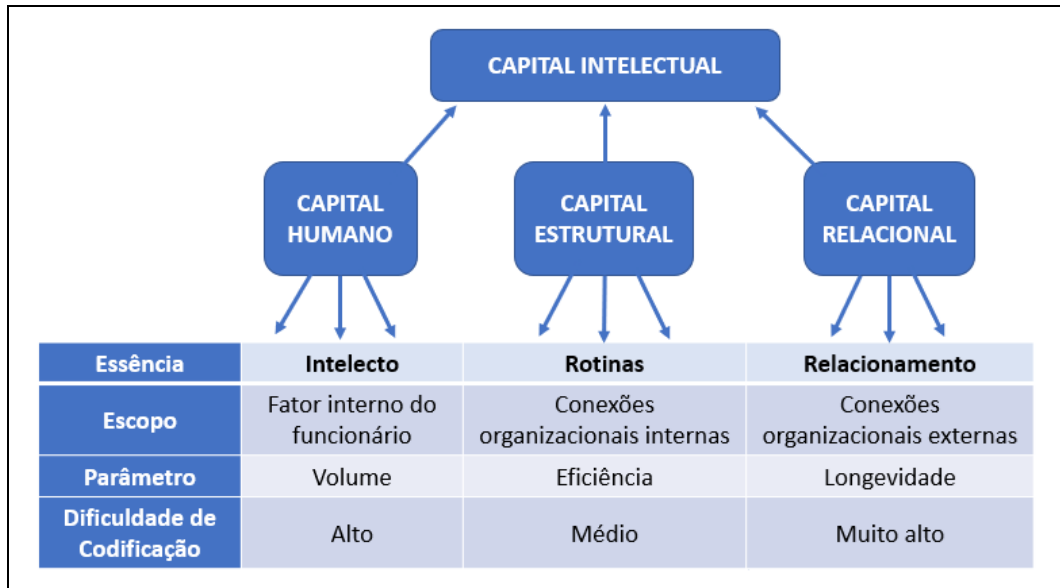 CAPITAL INTELECTUAL
CAPITAL
HUMANO
CAPITAL
ESTRUTURAL
CAPITAL
RELACIONAL
Essência
Intelecto
Rotinas
Relacionamento
Escopo
Fator interno do
funcionário
Conexões
organizacionais internas
Conexões
organizacionais externas
Parâmetro
Volume
Eficiência
Longevidade
Dificuldade de
Codificação
Alto
Médio
Muito alto